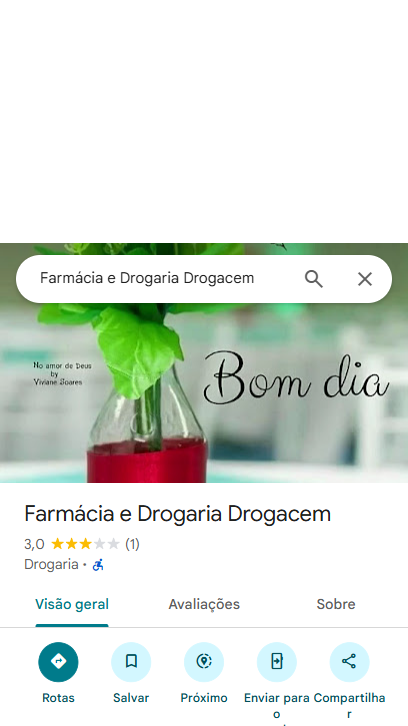 Farmácia e Drogaria Drogacem
No amor de Deus
by
Viviane Soares
Bom dia
Farmácia e Drogaria Drogacem
3,0 (1)
Drogaria ·
Visão geral Avaliações Sobre
Rotas Salvar Próximo Enviar para o Compartilhar